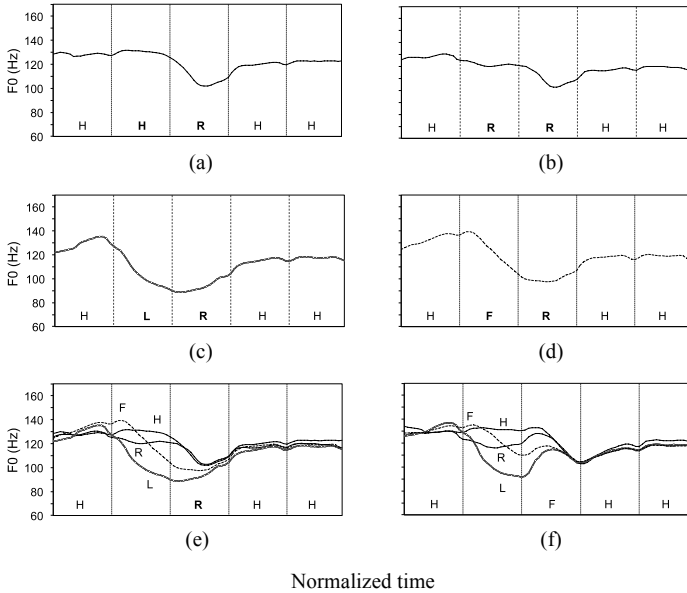 160
140
120
100
80
60
F0 (Hz)
H H R H H
H R R H H
(a) (b)
160
140
120
100
80
60
F0 (Hz)
H L R H H
H F R H H
(c) (d)
160
140
120
100
80
60
F0 (Hz)
F
H
R
L
H R H H
F
H
R
L
H F H H
(e) (f)
Normalized time